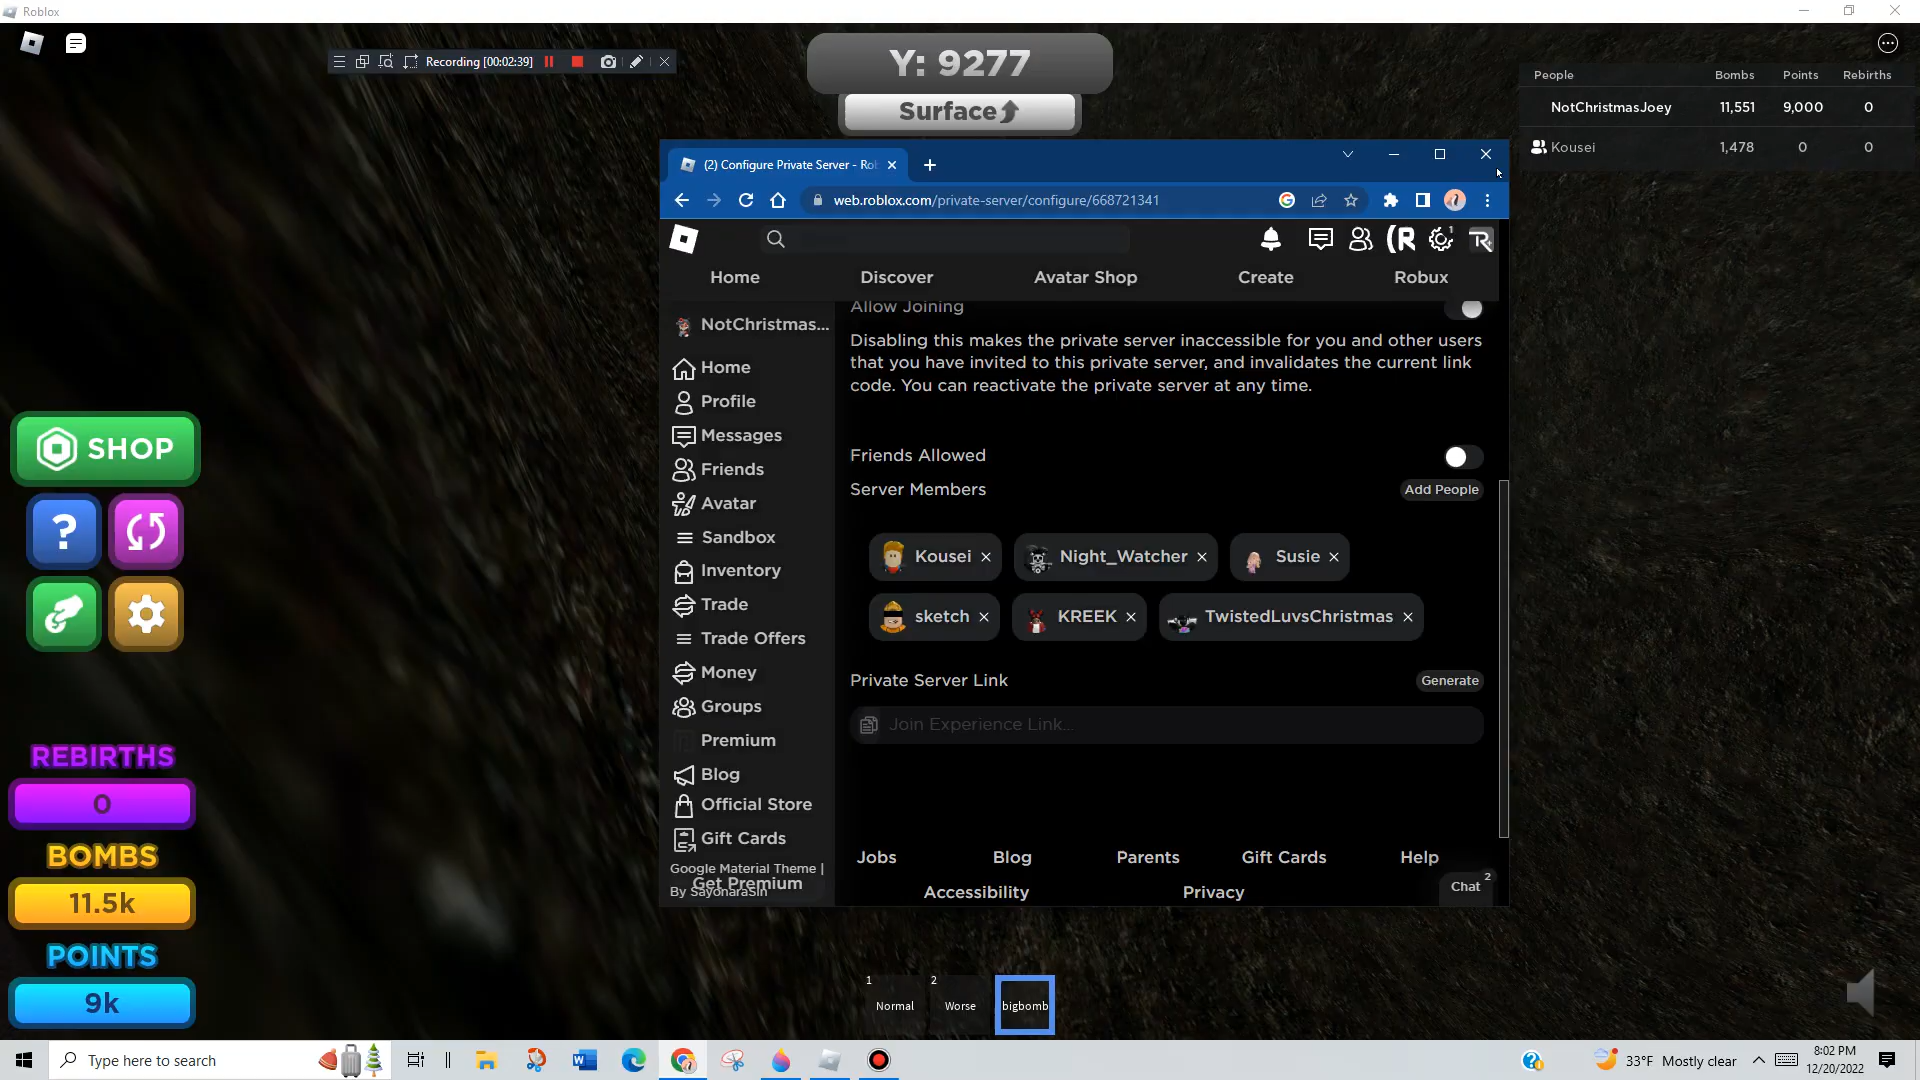 Roblox
Recording [00:02:39]
Y: 9277
Surface
People Bombs Points Rebirths
NotChristmasJoey 11,551 9,000 0
Kousei 1,478 0 0
(2) Configure Private Server - Ro
web.roblox.com/private-server/configure/668721341
1
Home Discover Avatar Shop Create Robux
NotChristmas...
Home
Profile
Messages
Friends
Avatar
Sandbox
Inventory
Trade
Trade Offers
Money
Groups
Premium
Blog
Official Store
Gift Cards
Google Material Theme |
By SayonaraSin
Get Premium
Allow Joining
Disabling this makes the private server inaccessible for you and other users
that you have invited to this private server, and invalidates the current link
code. You can reactivate the private server at any time.
Friends Allowed
Server Members Add People
Kousei Night_Watcher Susie
sketch KREEK TwistedLuvsChristmas
Private Server Link Generate
Join Experience Link...
Jobs Blog Parents Gift Cards Help
Accessibility Privacy
Chat 2
SHOP
?
REBIRTHS
0
BOMBS
11.5k
POINTS
9k
1 Normal
2 Worse
bigbomb
Type here to search
33°F Mostly clear
8:02 PM
12/20/2022